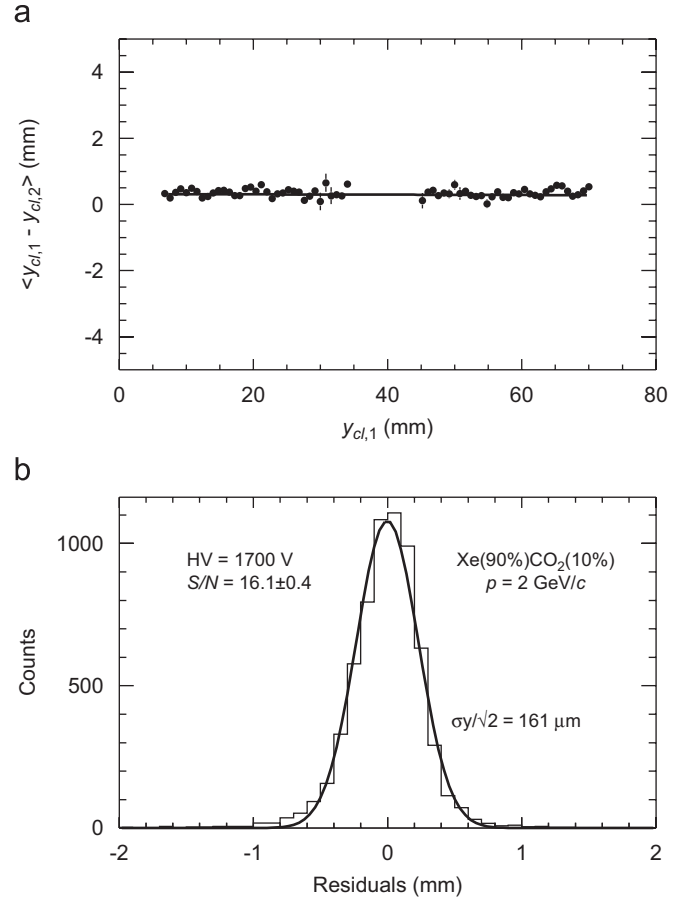 a
4
2
0
-2
-4
<y_cl,1 - y_cl,2> (mm)
0 20 40 60 80
y_cl,1 (mm)
b
1000
500
0
Counts
HV = 1700 V
S/N = 16.1±0.4
Xe(90%)CO₂(10%)
p = 2 GeV/c
σy/√2 = 161 μm
-2 -1 0 1 2
Residuals (mm)